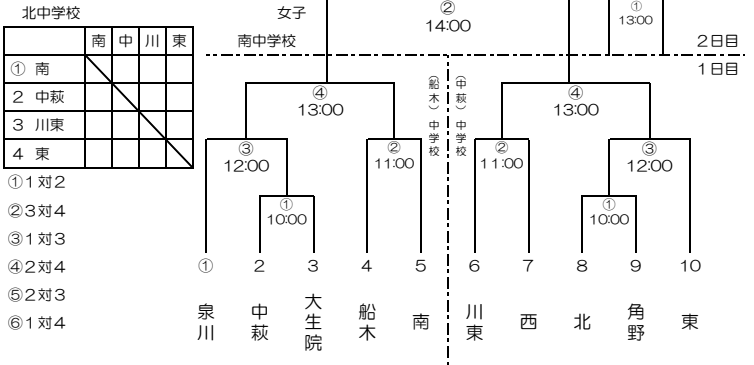 北中学校
南 中 川 東
① 南
2 中萩
3 川東
4 東
①1対2
②3対4
③1対3
④2対4
⑤2対3
⑥1対4
女子
南中学校
②
14:00
①
13:00
2日目
1日目
④
13:00
④
13:00
(船木)中学校
(中萩)中学校
③
12:00
②
11:00
②
11:00
③
12:00
①
10:00
①
10:00
① 2 3 4 5 6 7 8 9 10
泉川 中萩 大生院 船木 南 川東 西 北 角野 東